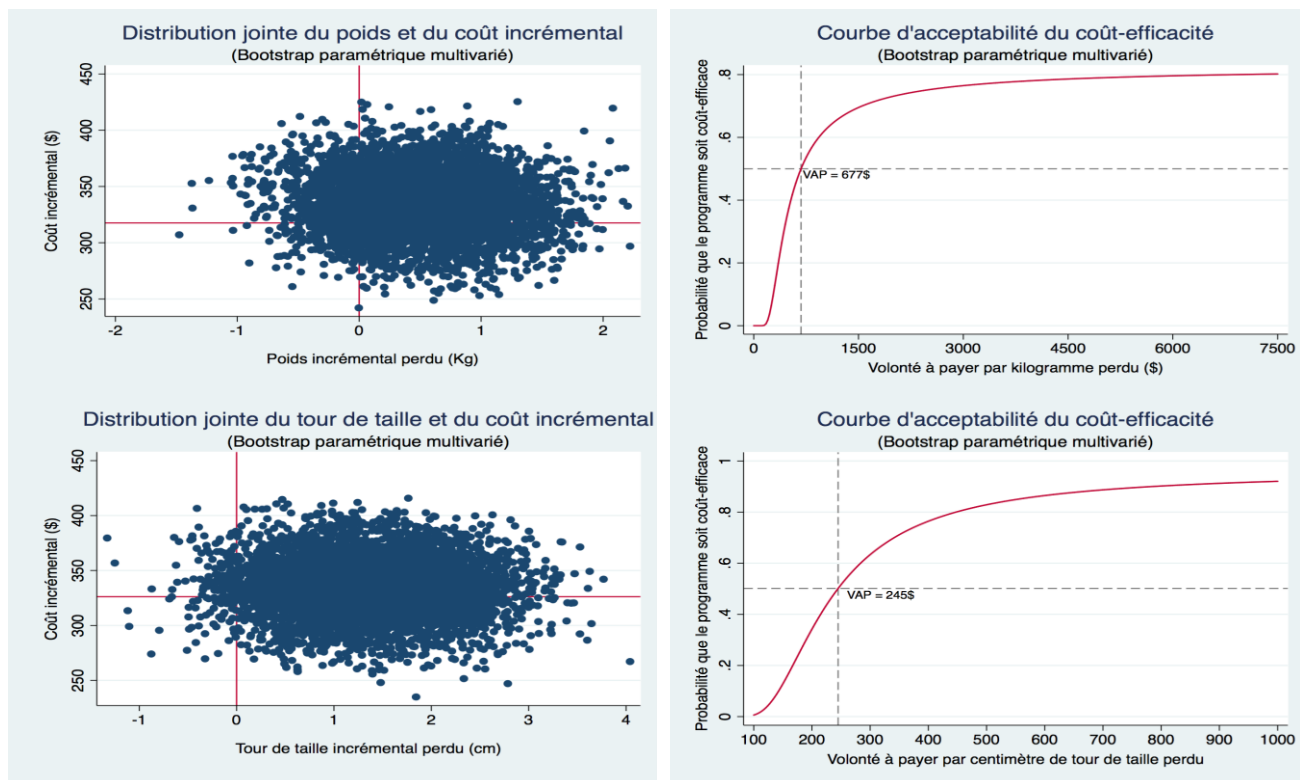 Distribution jointe du poids et du coût incrémental
(Bootstrap paramétrique multivarié)
Coût incrémental ($)
450
400
350
300
250
-2
-1
0
1
2
Poids incrémental perdu (Kg)
Courbe d'acceptabilité du coût-efficacité
(Bootstrap paramétrique multivarié)
Probabilité que le programme soit coût-efficace
.8
.6
.4
.2
0
VAP = 677$
0
1500
3000
4500
6000
7500
Volonté à payer par kilogramme perdu ($)
Distribution jointe du tour de taille et du coût incrémental
(Bootstrap paramétrique multivarié)
Coût incrémental ($)
450
400
350
300
250
-1
0
1
2
3
4
Tour de taille incrémental perdu (cm)
Courbe d'acceptabilité du coût-efficacité
(Bootstrap paramétrique multivarié)
Probabilité que le programme soit coût-efficace
1
.8
.6
.4
.2
0
VAP = 245$
100
200
300
400
500
600
700
800
900
1000
Volonté à payer par centimètre de tour de taille perdu